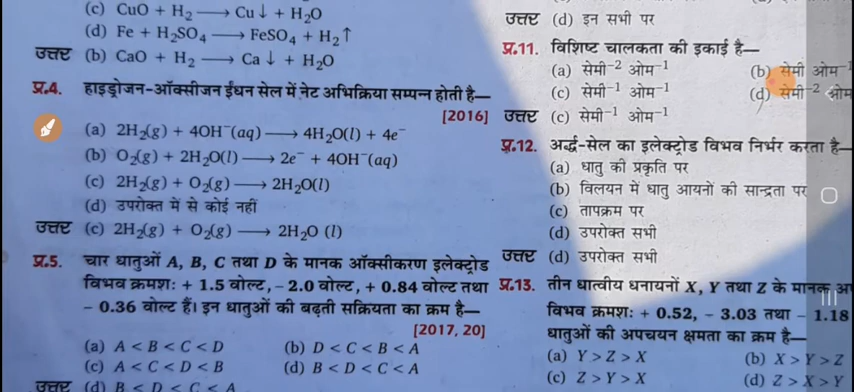 (c) CuO + H₂ ⟶ Cu↓ + H₂O
(d) Fe + H₂SO₄ ⟶ FeSO₄ + H₂↑
उत्तर (b) CaO + H₂ ⟶ Ca ↓ + H₂O
प्र.4. हाइड्रोजन-ऑक्सीजन ईंधन सेल में नेट अभिक्रिया सम्पन्न होती है—
[2016]
(a) 2H₂(g) + 4OH⁻(aq) ⟶ 4H₂O(l) + 4e⁻
(b) O₂(g) + 2H₂O(l) ⟶ 2e⁻ + 4OH⁻(aq)
(c) 2H₂(g) + O₂(g) ⟶ 2H₂O(l)
(d) उपरोक्त में से कोई नहीं
उत्तर (c) 2H₂(g) + O₂(g) ⟶ 2H₂O (l)
प्र.5. चार धातुओं A, B, C तथा D के मानक ऑक्सीकरण इलेक्ट्रोड
विभव क्रमशः + 1.5 वोल्ट, - 2.0 वोल्ट, + 0.84 वोल्ट तथा
- 0.36 वोल्ट हैं। इन धातुओं की बढ़ती सक्रियता का क्रम है—
[2017, 20]
(a) A < B < C < D (b) D < C < B < A
(c) A < C < D < B (d) B < D < C < A
उत्तर (d) B < D < C < A
उत्तर (d) इन सभी पर
प्र.11. विशिष्ट चालकता की इकाई है—
(a) सेमी⁻² ओम⁻¹ (b) सेमी ओम⁻¹
(c) सेमी⁻¹ ओम⁻¹ (d) सेमी⁻²
उत्तर (c) सेमी⁻¹ ओम⁻¹
प्र.12. अर्द्ध-सेल का इलेक्ट्रोड विभव निर्भर करता है—
(a) धातु की प्रकृति पर
(b) विलयन में धातु आयनों की सान्द्रता पर
(c) तापक्रम पर
(d) उपरोक्त सभी
उत्तर (d) उपरोक्त सभी
प्र.13. तीन धात्वीय धनायनों X, Y तथा Z के मानक
विभव क्रमशः + 0.52, - 3.03 तथा - 1.18
धातुओं की अपचयन क्षमता का क्रम है—
(a) Y > Z > X (b) X > Y > Z
(c) Z > Y > X (d) Z > X > Y